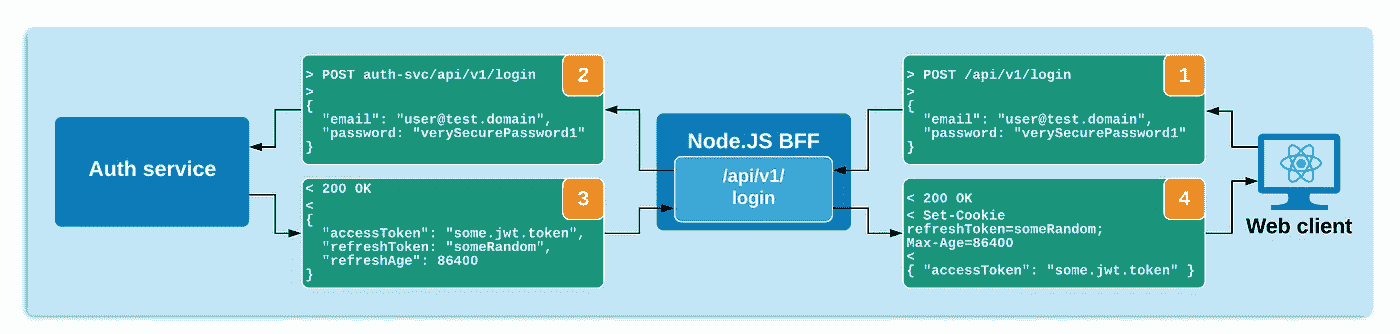 Auth service
2
> POST auth-svc/api/v1/login
>
{
"email": "user@test.domain",
"password: "verySecurePassword1"
}
3
< 200 OK
<
{
"accessToken": "some.jwt.token",
"refreshToken: "someRandom",
"refreshAge": 86400
}
Node.JS BFF
/api/v1/
login
1
> POST /api/v1/login
>
{
"email": "user@test.domain",
"password: "verySecurePassword1"
}
4
< 200 OK
< Set-Cookie
refreshToken=someRandom;
Max-Age=86400
<
{ "accessToken": "some.jwt.token" }
Web client